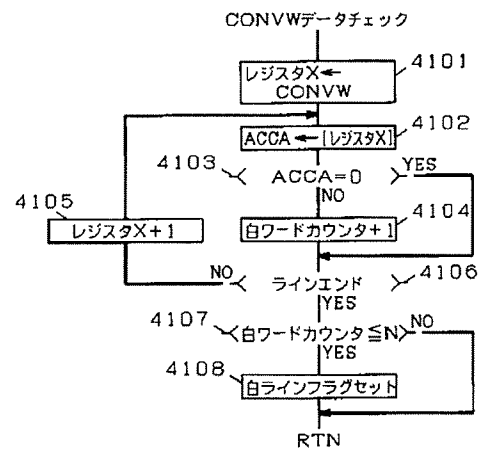 CONVWデータチェック
レジスタX←
CONVW
4101
ACCA←[レジスタX]
4102
4103
ACCA=0
YES
NO
4105
レジスタX+1
白ワードカウンタ+1
4104
NO
ラインエンド
4106
YES
4107
白ワードカウンタ≦N
NO
YES
4108
白ラインフラグセット
RTN